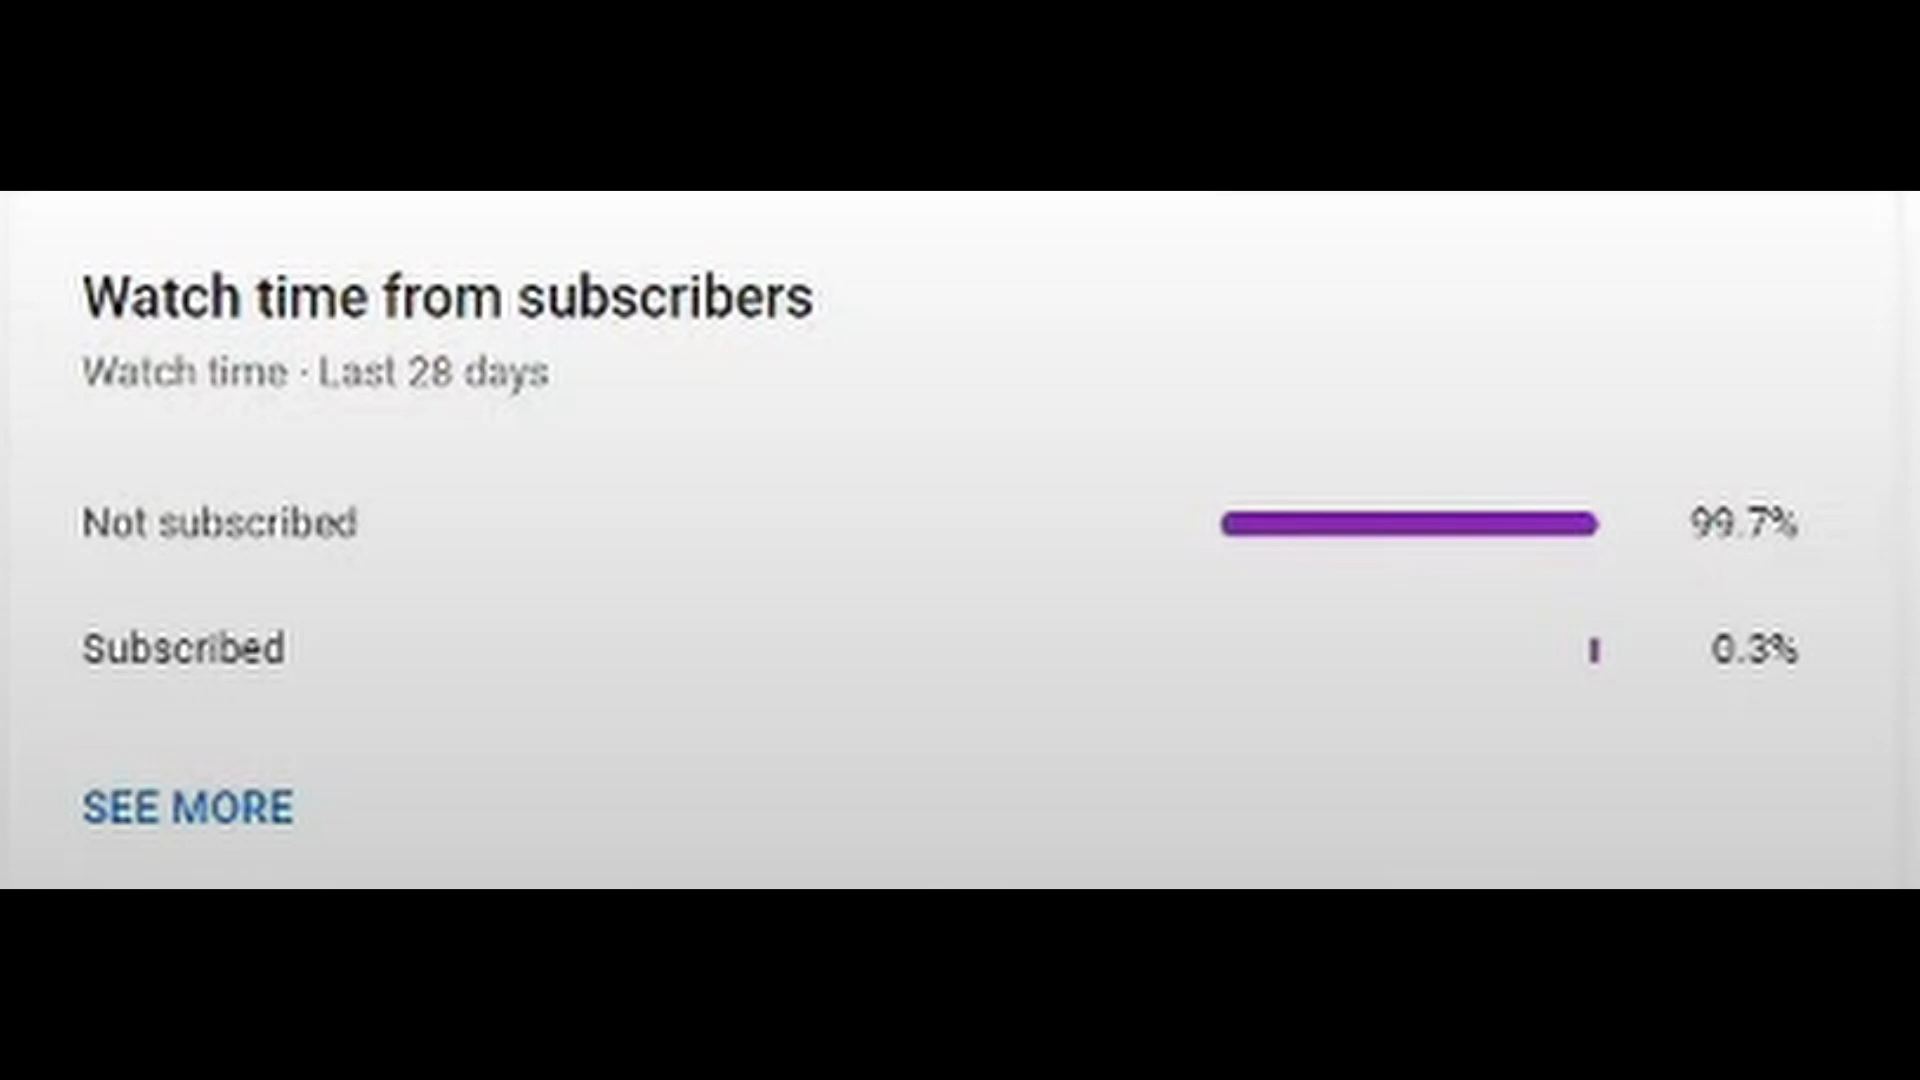 Watch time from subscribers
Watch time · Last 28 days
Not subscribed 99.7%
Subscribed 0.3%
SEE MORE